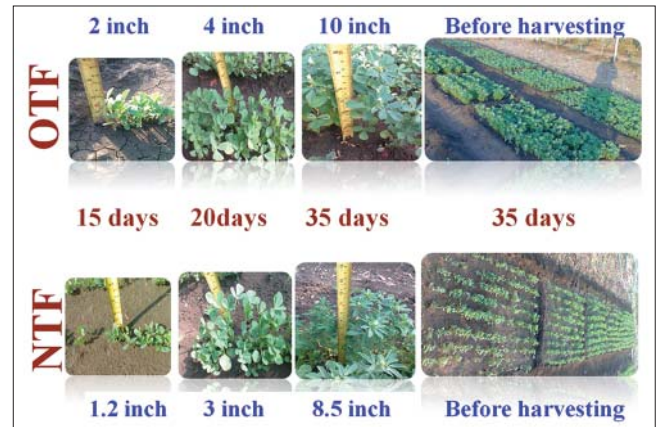 2 inch 4 inch 10 inch Before harvesting
OTF
15 days 20days 35 days 35 days
NTF
1.2 inch 3 inch 8.5 inch Before harvesting